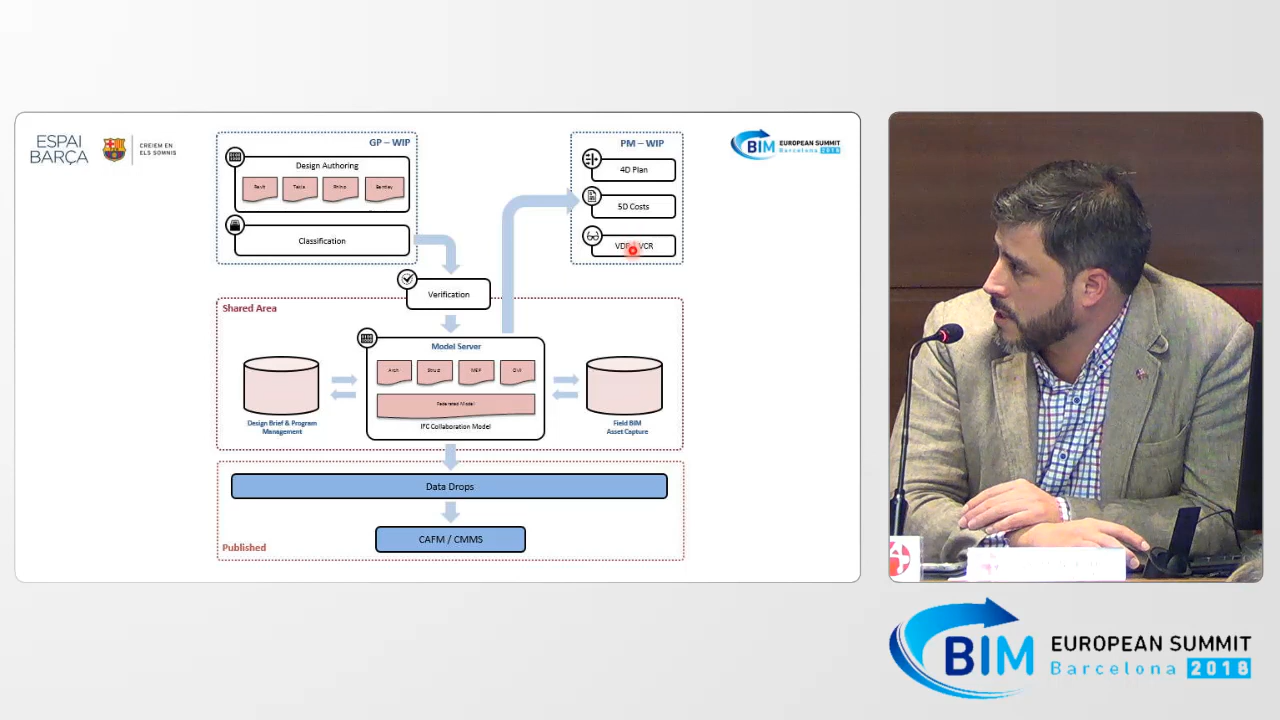 ESPAI
BARÇA
CREIEM EN
ELS SOMNIS
GP – WIP
Design Authoring
Revit
Tekla
Rhino
Bentley
Classification
PM – WIP
4D Plan
5D Costs
VCR
BIM
EUROPEAN SUMMIT
Barcelona 2018
Verification
Shared Area
Model Server
Arch
Struct
MEP
Civil
Federated Model
IFC Collaboration Model
Design Brief & Program
Management
Field BIM
Asset Capture
Data Drops
CAFM / CMMS
Published
BIM
EUROPEAN SUMMIT
Barcelona 2018